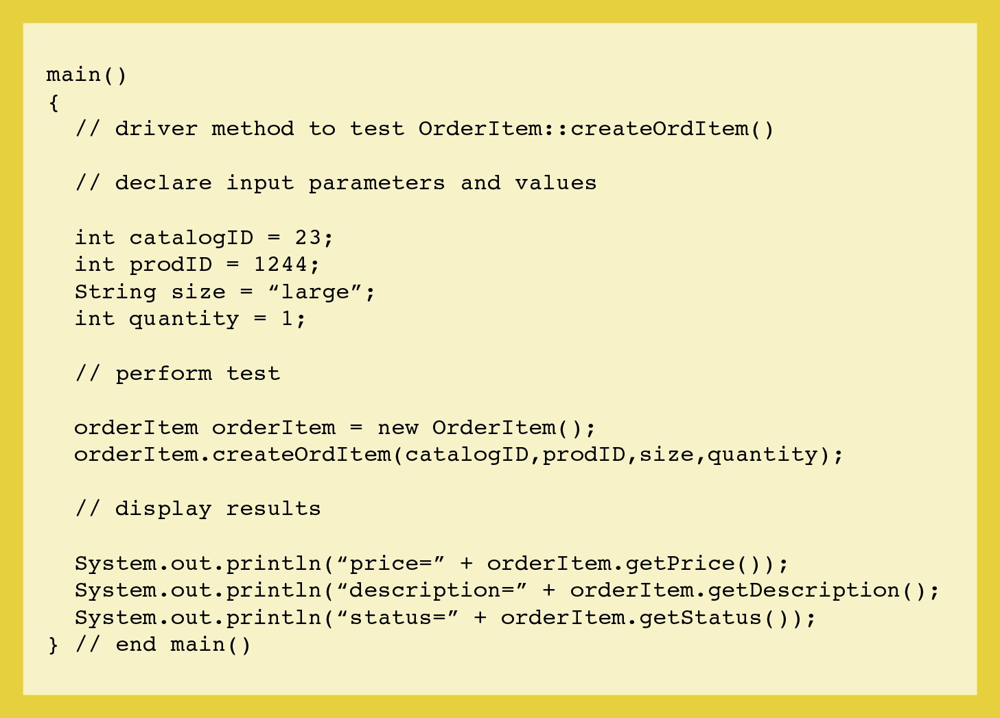 main()
{
// driver method to test OrderItem::createOrdItem()
// declare input parameters and values
int catalogID = 23;
int prodID = 1244;
String size = “large”;
int quantity = 1;
// perform test
orderItem orderItem = new OrderItem();
orderItem.createOrdItem(catalogID,prodID,size,quantity);
// display results
System.out.println(“price=” + orderItem.getPrice());
System.out.println(“description=” + orderItem.getDescription();
System.out.println(“status=” + orderItem.getStatus());
} // end main()